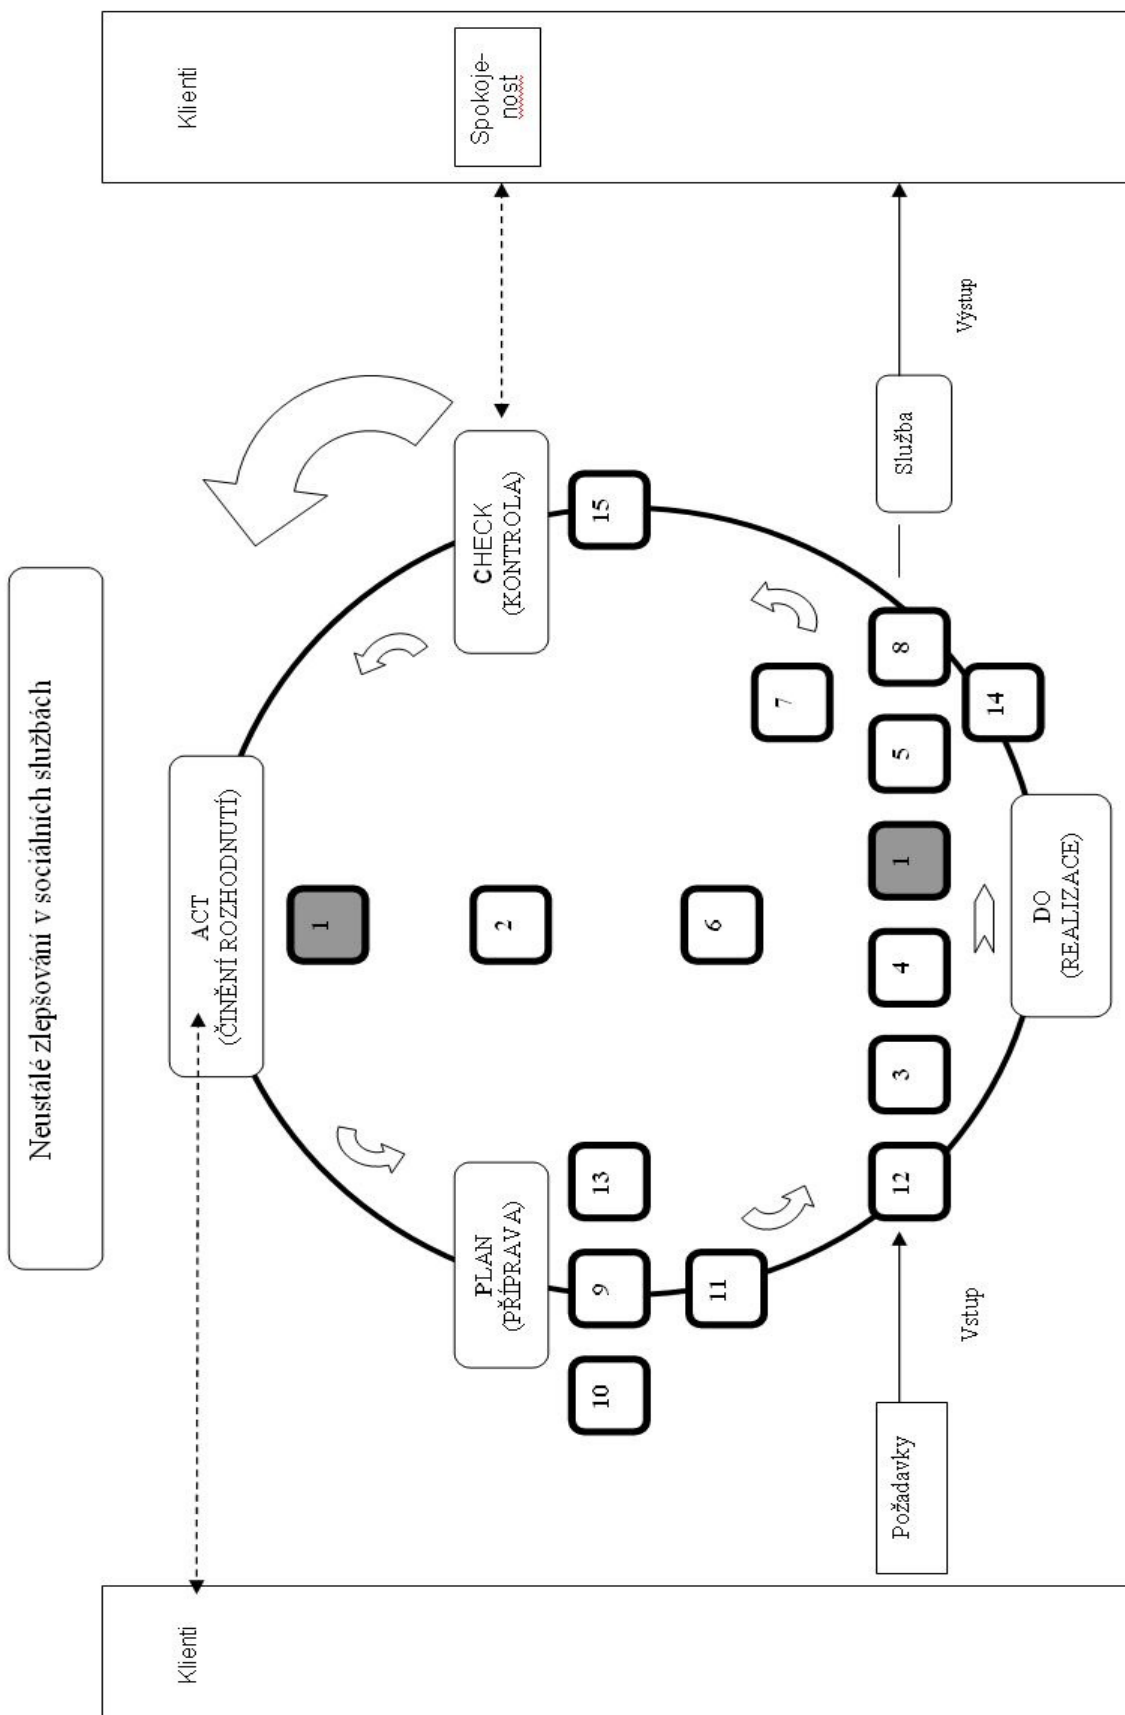 Neustálé zlepšování v sociálních službách
Klienti
ACT
(ČINĚNÍ ROZHODNUTÍ)
Klienti
1
PLAN
(PŘÍPRAVA)
2
CHECK
(KONTROLA)
Spokoje-
nost
10
9
13
15
11
6
7
Požadavky
12
3
4
1
5
8
Služba
Vstup
Výstup
14
DO
(REALIZACE)